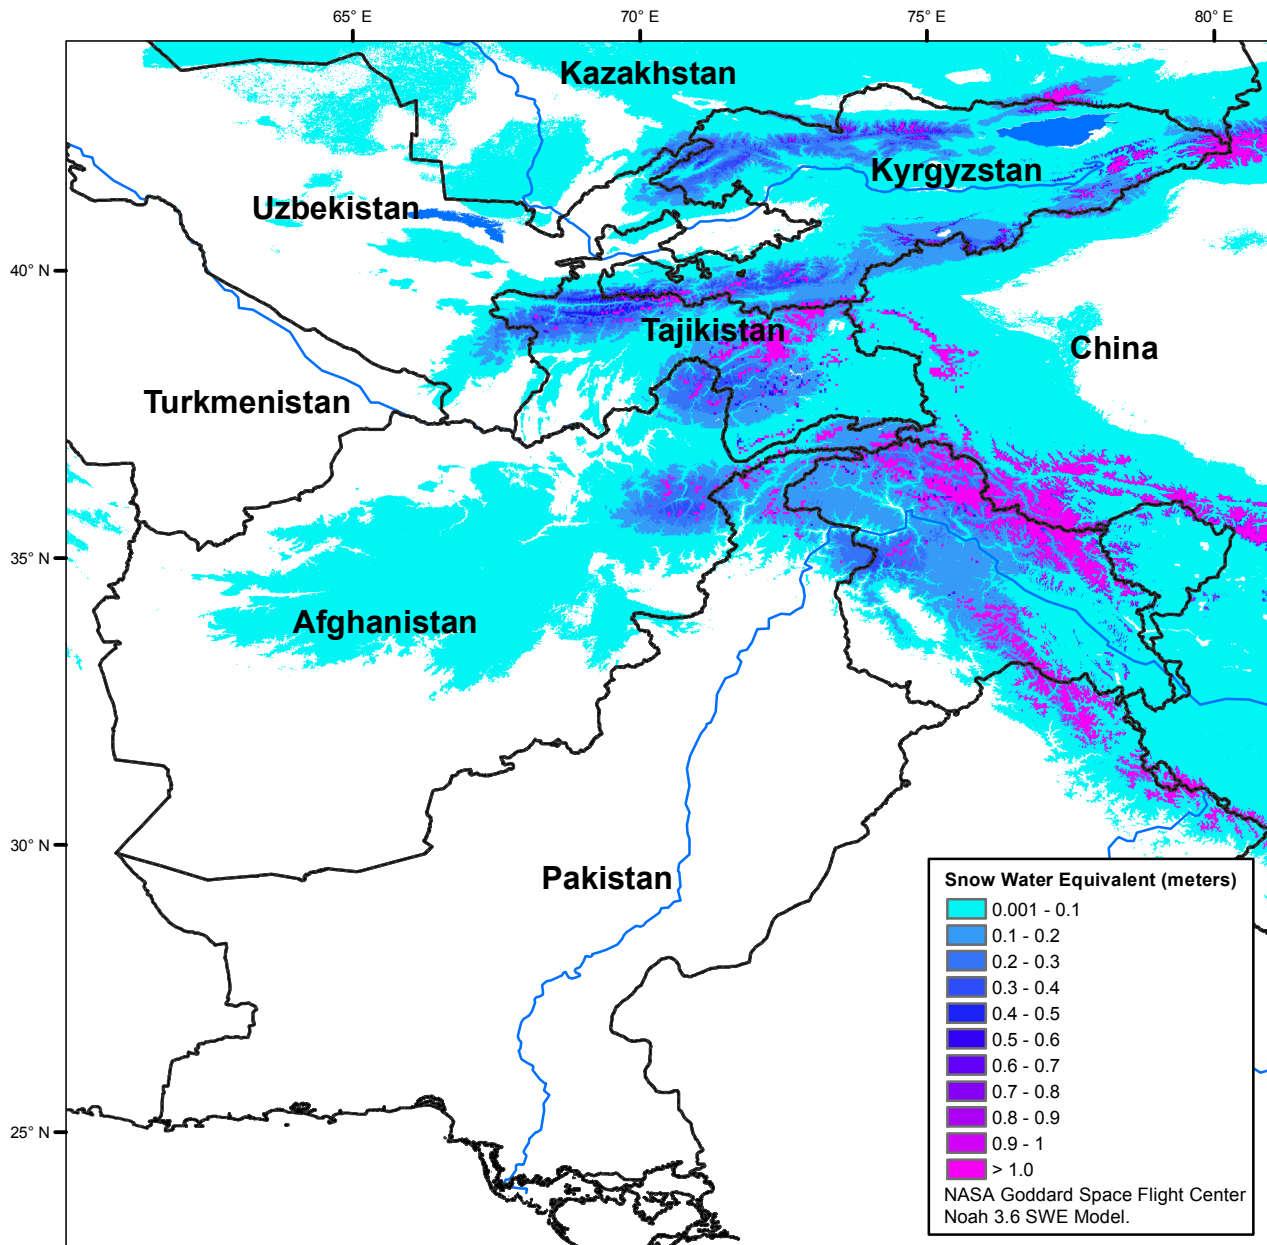 65° E
70° E
75° E
80° E
Kazakhstan
Kyrgyzstan
Uzbekistan
40° N
Tajikistan
China
Turkmenistan
35° N
Afghanistan
30° N
Pakistan
25° N
Snow Water Equivalent (meters)
0.001 - 0.1
0.1 - 0.2
0.2 - 0.3
0.3 - 0.4
0.4 - 0.5
0.5 - 0.6
0.6 - 0.7
0.7 - 0.8
0.8 - 0.9
0.9 - 1
> 1.0
NASA Goddard Space Flight Center
Noah 3.6 SWE Model.